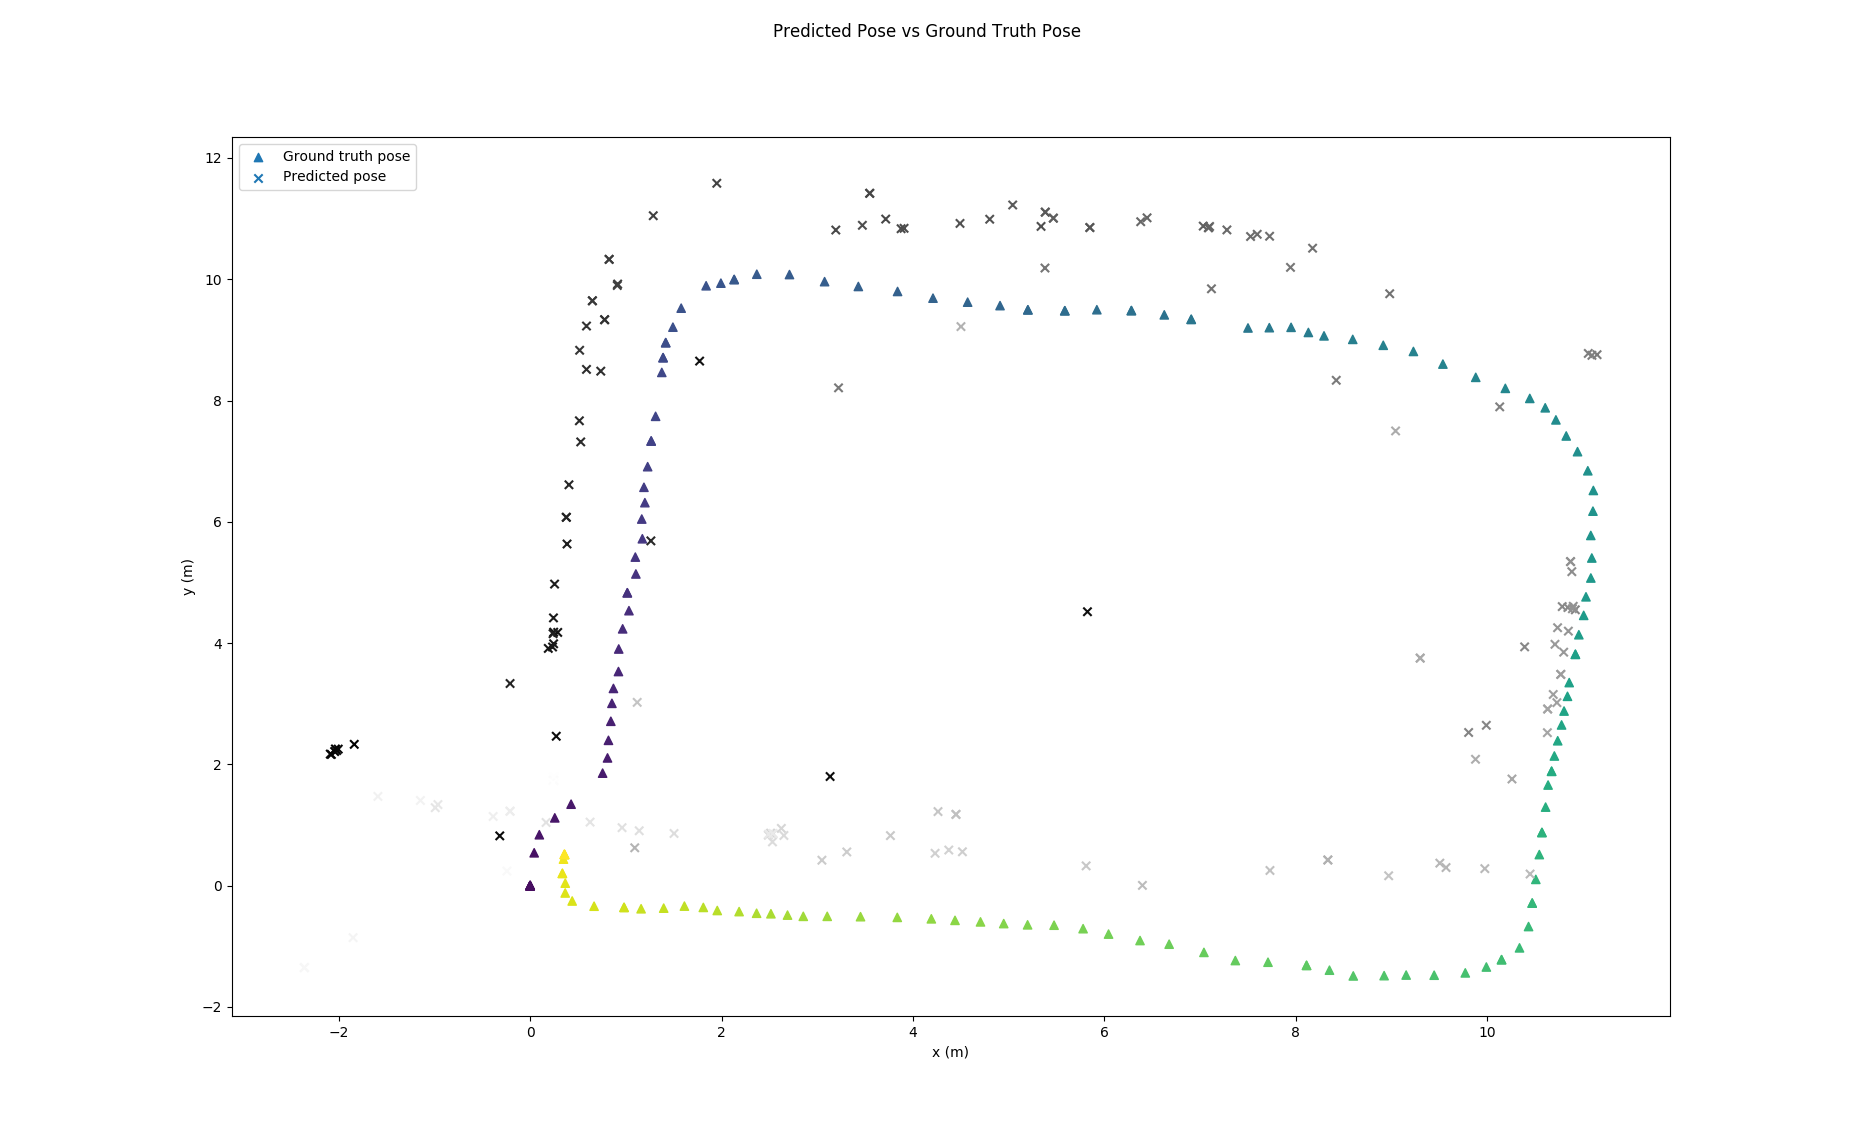 Predicted Pose vs Ground Truth Pose
Ground truth pose
Predicted pose
12
10
8
6
4
2
0
−2
y (m)
−2 0 2 4 6 8 10
x (m)